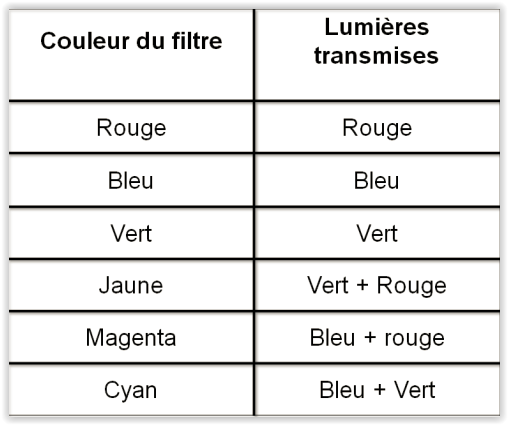 Couleur du filtre Lumières
transmises
Rouge Rouge
Bleu Bleu
Vert Vert
Jaune Vert + Rouge
Magenta Bleu + rouge
Cyan Bleu + Vert